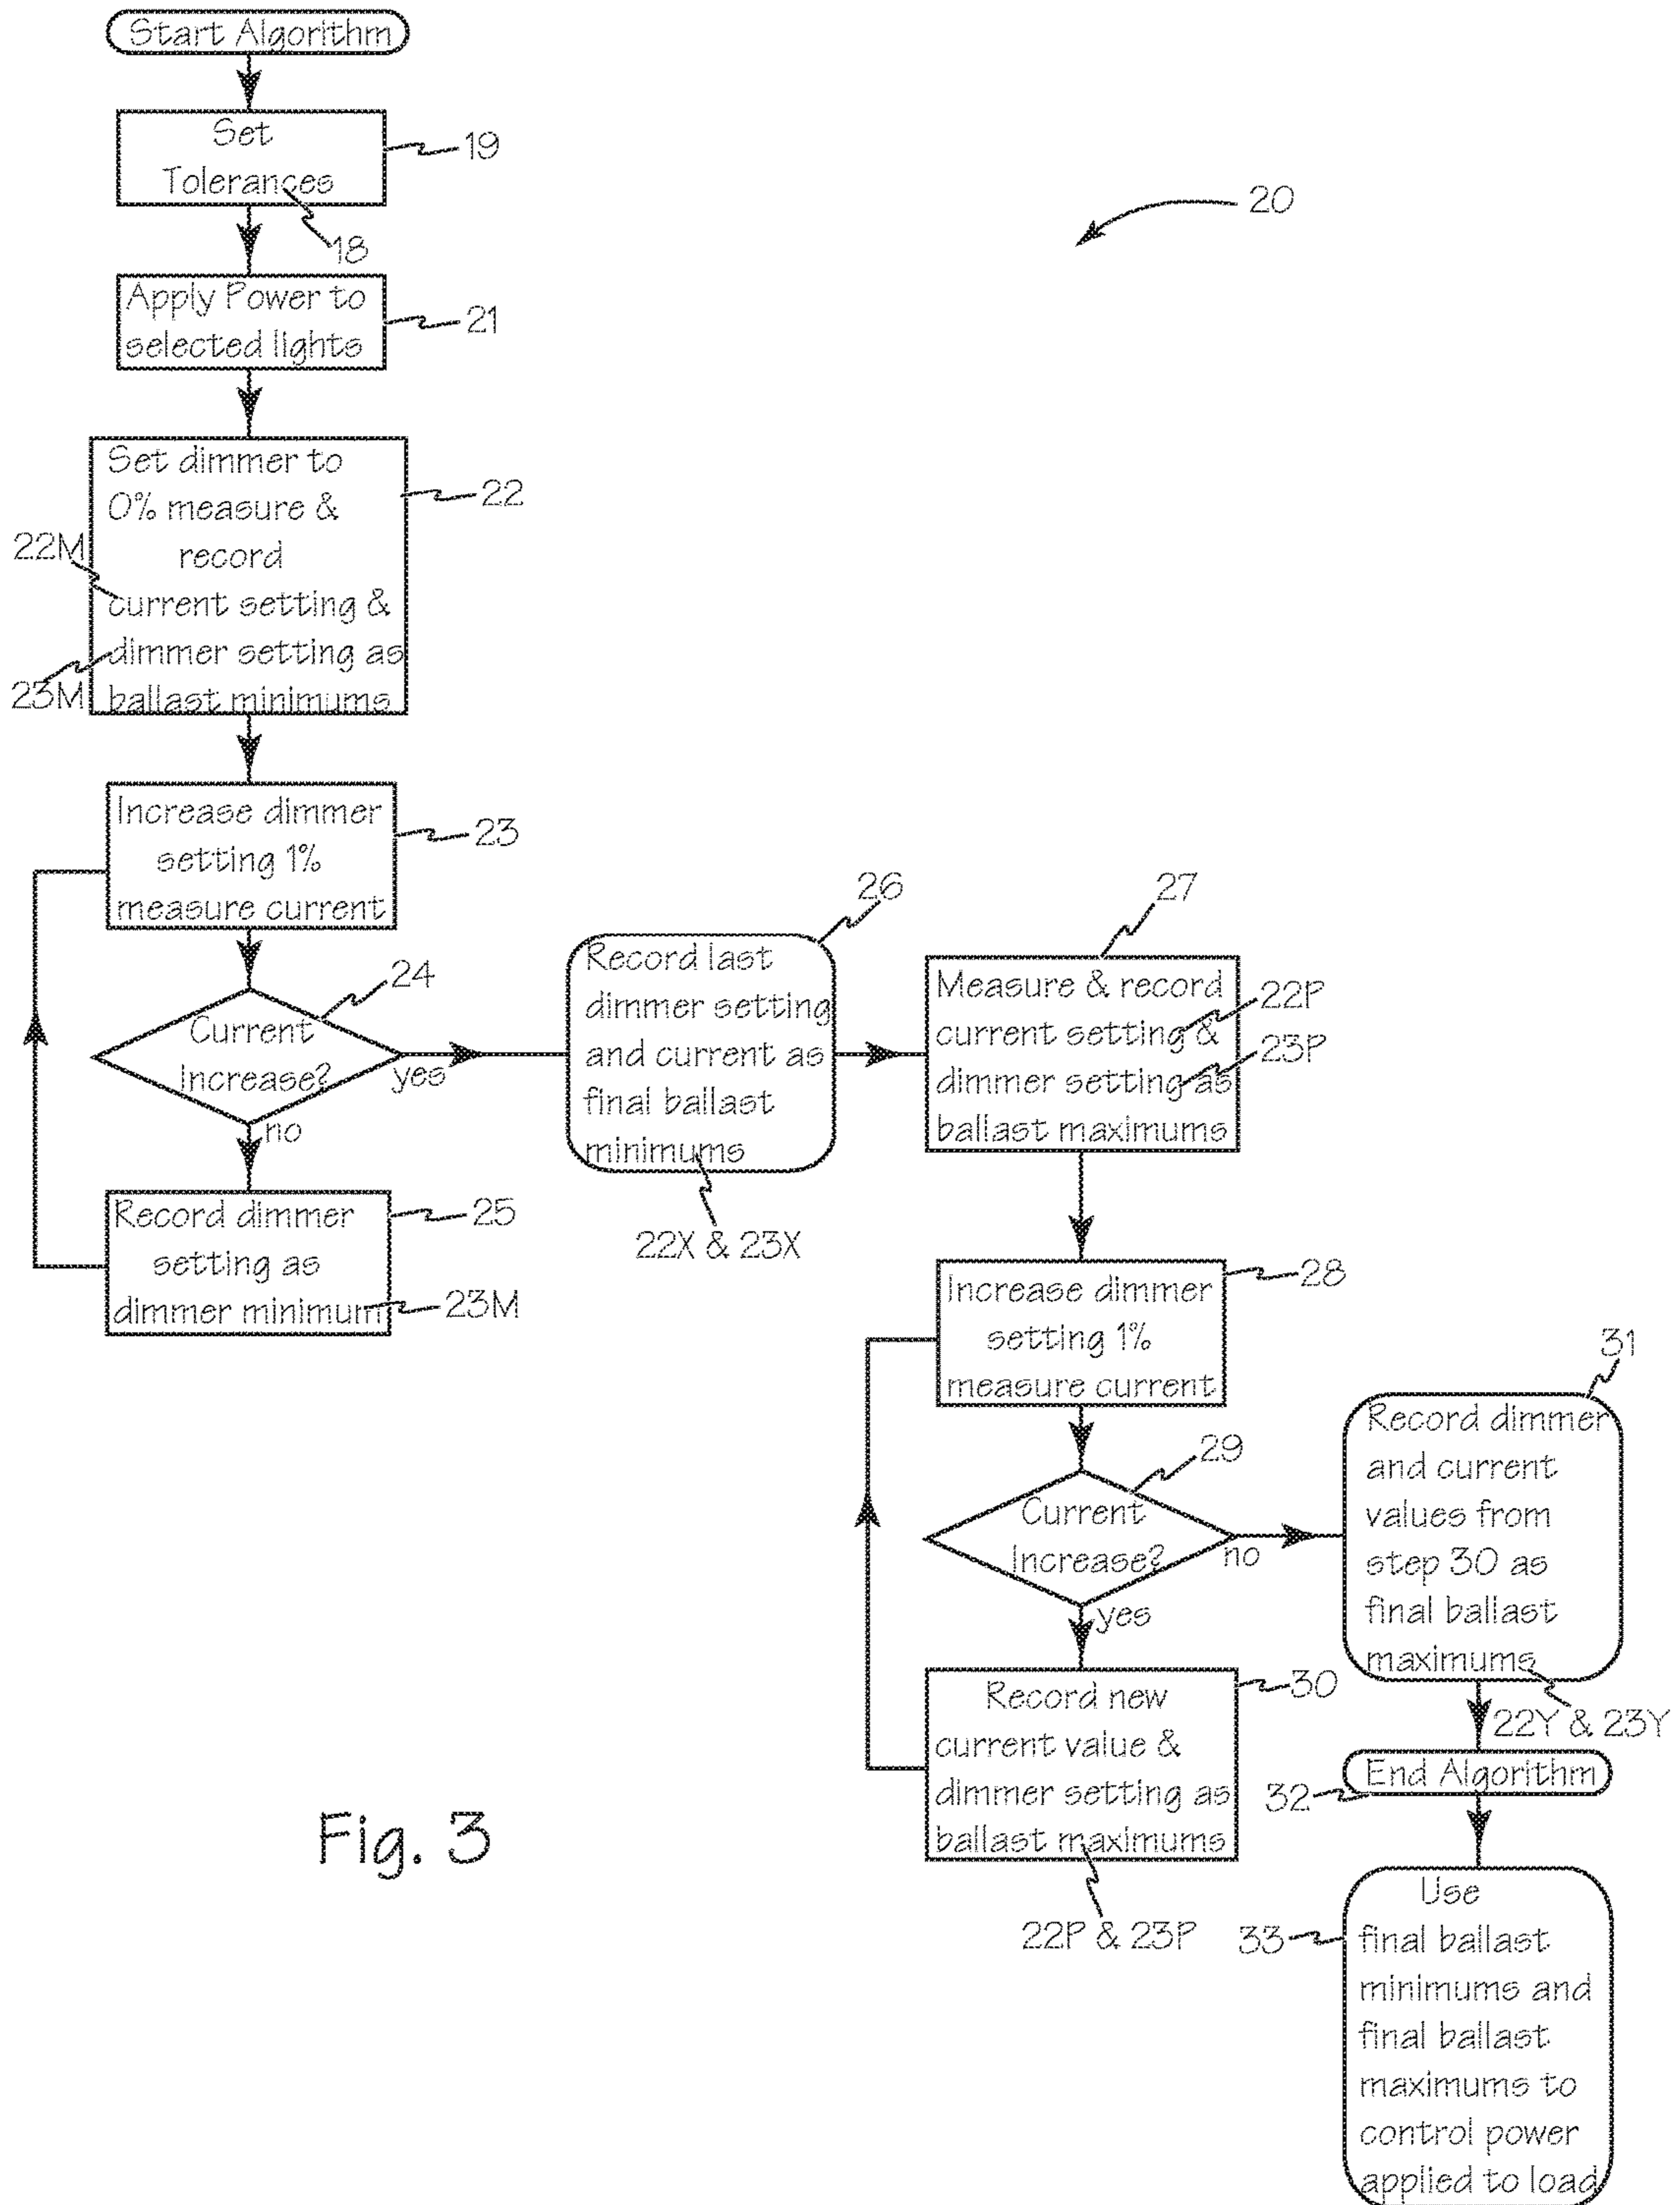 Start Algorithm
Set
Tolerances
19
18
20
Apply Power to
selected lights
21
Set dimmer to
0% measure &
record
current setting &
dimmer setting as
ballast minimums
22
22M
23M
Increase dimmer
setting 1%
measure current
23
Current
Increase?
24
yes
no
Record dimmer
setting as
dimmer minimum
25
23M
Record last
dimmer setting
and current as
final ballast
minimums
26
22X & 23X
Measure & record
current setting &
dimmer setting as
ballast maximums
27
22P
23P
Increase dimmer
setting 1%
measure current
28
Current
Increase?
29
no
yes
Record new
current value &
dimmer setting as
ballast maximums
30
22P & 23P
Record dimmer
and current
values from
step 30 as
final ballast
maximums
31
22Y & 23Y
End Algorithm
32
Use
final ballast
minimums and
final ballast
maximums to
control power
applied to load
33
Fig. 3